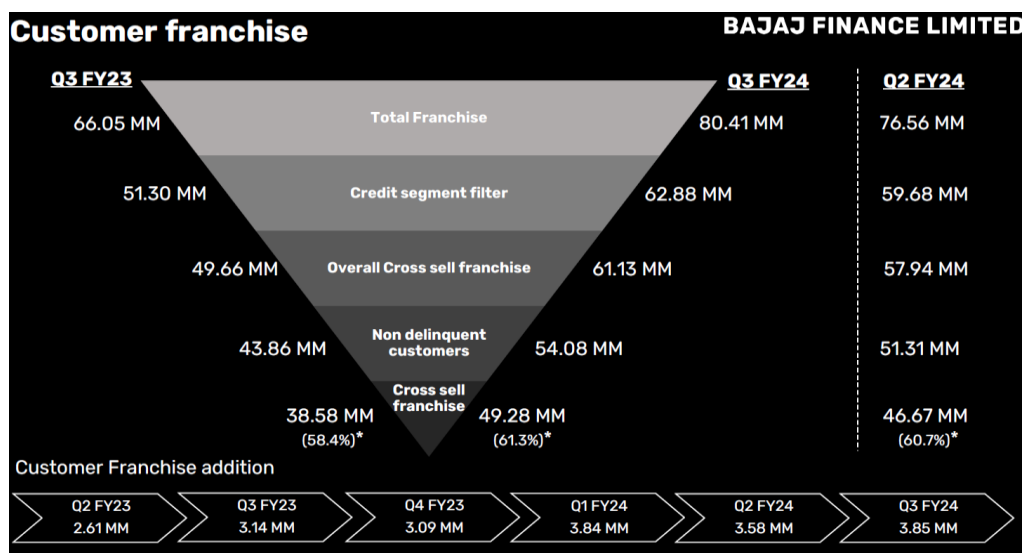 Customer franchise
BAJAJ FINANCE LIMITED
Q3 FY23
Q3 FY24
Q2 FY24
66.05 MM
Total Franchise
80.41 MM
76.56 MM
51.30 MM
Credit segment filter
62.88 MM
59.68 MM
49.66 MM
Overall Cross sell franchise
61.13 MM
57.94 MM
43.86 MM
Non delinquent
customers
54.08 MM
51.31 MM
Cross sell
franchise
38.58 MM
(58.4%)*
49.28 MM
(61.3%)*
46.67 MM
(60.7%)*
Customer Franchise addition
Q2 FY23
2.61 MM
Q3 FY23
3.14 MM
Q4 FY23
3.09 MM
Q1 FY24
3.84 MM
Q2 FY24
3.58 MM
Q3 FY24
3.85 MM